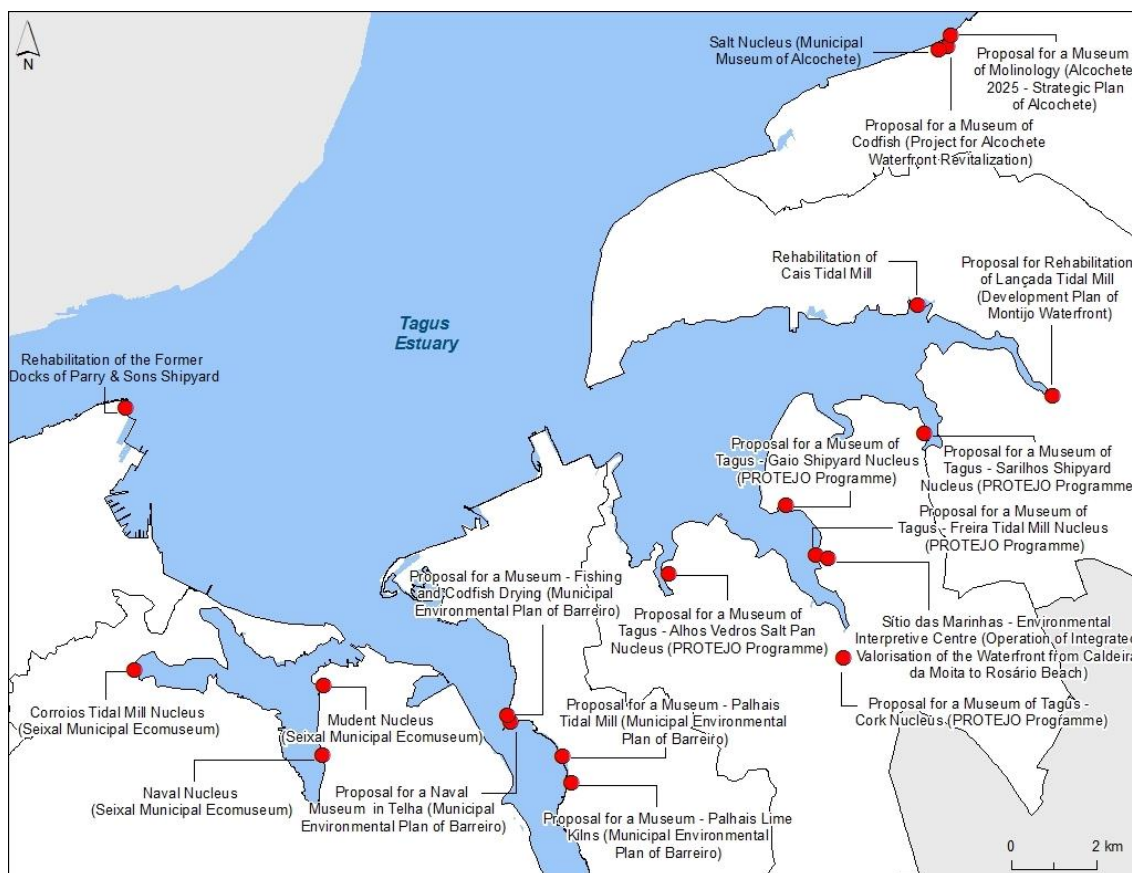 N
Salt Nucleus (Municipal
Museum of Alcochete)
Proposal for a Museum
of Molinology (Alcochete
2025 - Strategic Plan
of Alcochete)
Proposal for a Museum of
Codfish (Project for Alcochete
Waterfront Revitalization)
Rehabilitation of
Cais Tidal Mill
Proposal for Rehabilitation
of Lançada Tidal Mill
(Development Plan of
Montijo Waterfront)
Tagus
Estuary
Rehabilitation of the Former
Docks of Parry & Sons Shipyard
Proposal for a Museum of
Tagus - Gaio Shipyard Nucleus
(PROTEJO Programme)
Proposal for a Museum of
Tagus - Sarilhos Shipyard
Nucleus (PROTEJO Programme
Proposal for a Museum of
Tagus - Freira Tidal Mill Nucleus
(PROTEJO Programme)
Proposal for a Museum - Fishing
and Codfish Drying (Municipal
Environmental Plan of Barreiro)
Proposal for a Museum of
Tagus - Alhos Vedros Salt Pan
Nucleus (PROTEJO Programme)
Sítio das Marinhas - Environmental
Interpretive Centre (Operation of Integrated
Valorisation of the Waterfront from Caldeira
da Moita to Rosário Beach)
Proposal for a Museum of Tagus -
Cork Nucleus (PROTEJO Programme)
Corroios Tidal Mill Nucleus
(Seixal Municipal Ecomuseum)
Mudent Nucleus
(Seixal Municipal Ecomuseum)
Proposal for a Museum - Palhais
Tidal Mill (Municipal Environmental
Plan of Barreiro)
Naval Nucleus
(Seixal Municipal Ecomuseum)
Proposal for a Naval
Museum in Telha (Municipal
Environmental Plan of Barreiro)
Proposal for a Museum - Palhais Lime
Kilns (Municipal Environmental
Plan of Barreiro)
0 2 km